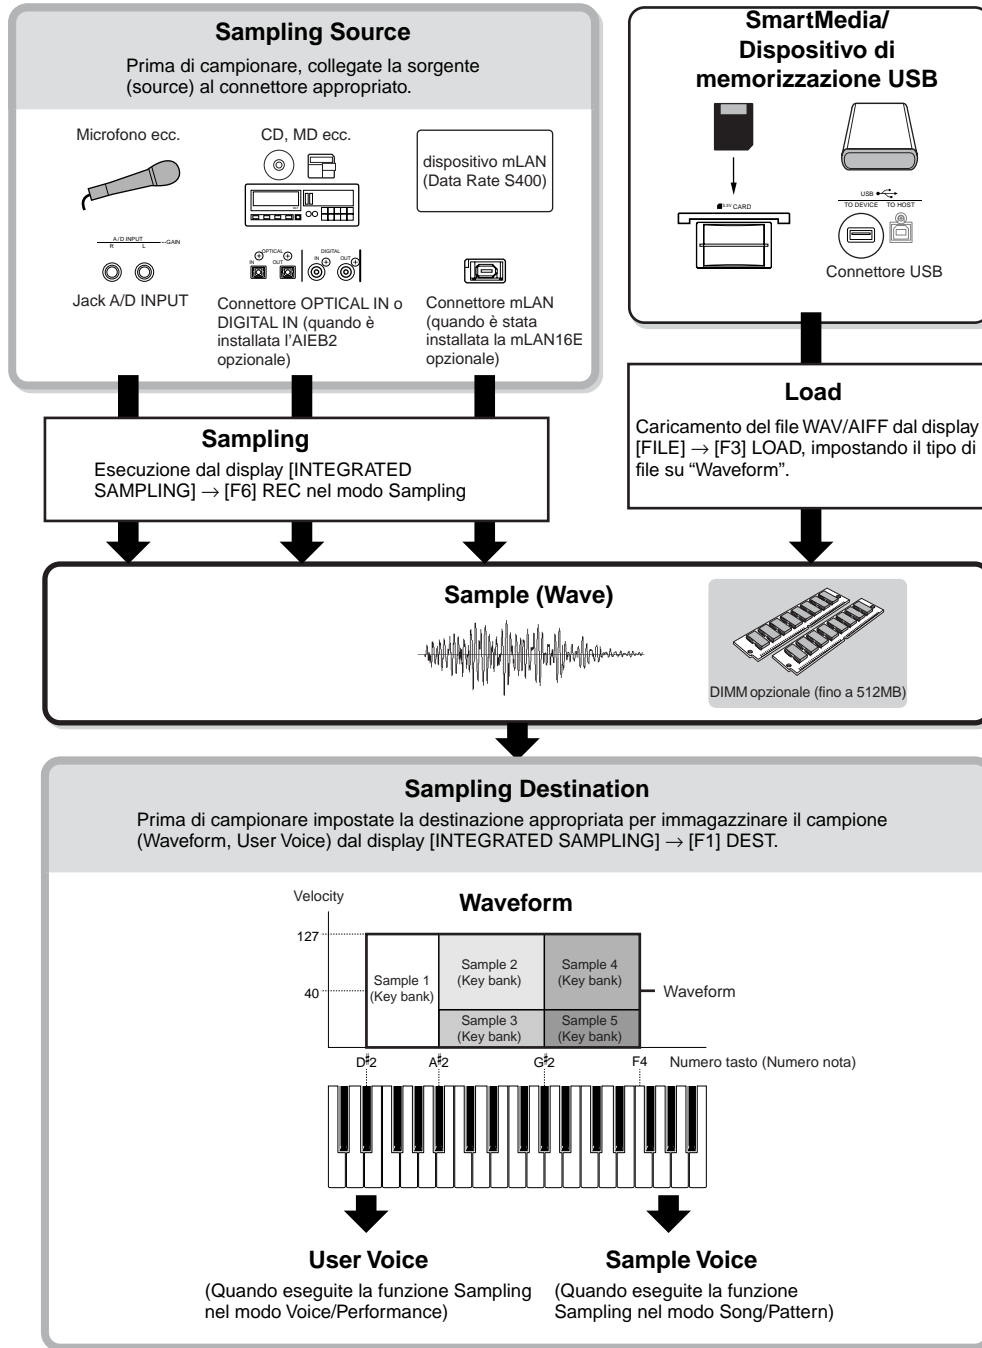 Sampling Source
Prima di campionare, collegate la sorgente
(source) al connettore appropriato.
Microfono ecc.
CD, MD ecc.
dispositivo mLAN
(Data Rate S400)
A/D INPUT
R L GAIN
Jack A/D INPUT
OPTICAL
IN OUT
DIGITAL
IN OUT
Connettore OPTICAL IN o
DIGITAL IN (quando è
installata l'AIEB2
opzionale)
Connettore mLAN
(quando è stata
installata la mLAN16E
opzionale)
SmartMedia/
Dispositivo di
memorizzazione USB
3.3V CARD
USB
TO DEVICE TO HOST
Connettore USB
Sampling
Esecuzione dal display [INTEGRATED
SAMPLING] → [F6] REC nel modo Sampling
Load
Caricamento del file WAV/AIFF dal display
[FILE] → [F3] LOAD, impostando il tipo di
file su “Waveform”.
Sample (Wave)
DIMM opzionale (fino a 512MB)
Sampling Destination
Prima di campionare impostate la destinazione appropriata per immagazzinare il campione
(Waveform, User Voice) dal display [INTEGRATED SAMPLING] → [F1] DEST.
Velocity
Waveform
127
40
Sample 1
(Key bank)
Sample 2
(Key bank)
Sample 3
(Key bank)
Sample 4
(Key bank)
Sample 5
(Key bank)
Waveform
D♯2 A♯2 G♯2 F4 Numero tasto (Numero nota)
User Voice
(Quando eseguite la funzione Sampling
nel modo Voice/Performance)
Sample Voice
(Quando eseguite la funzione
Sampling nel modo Song/Pattern)